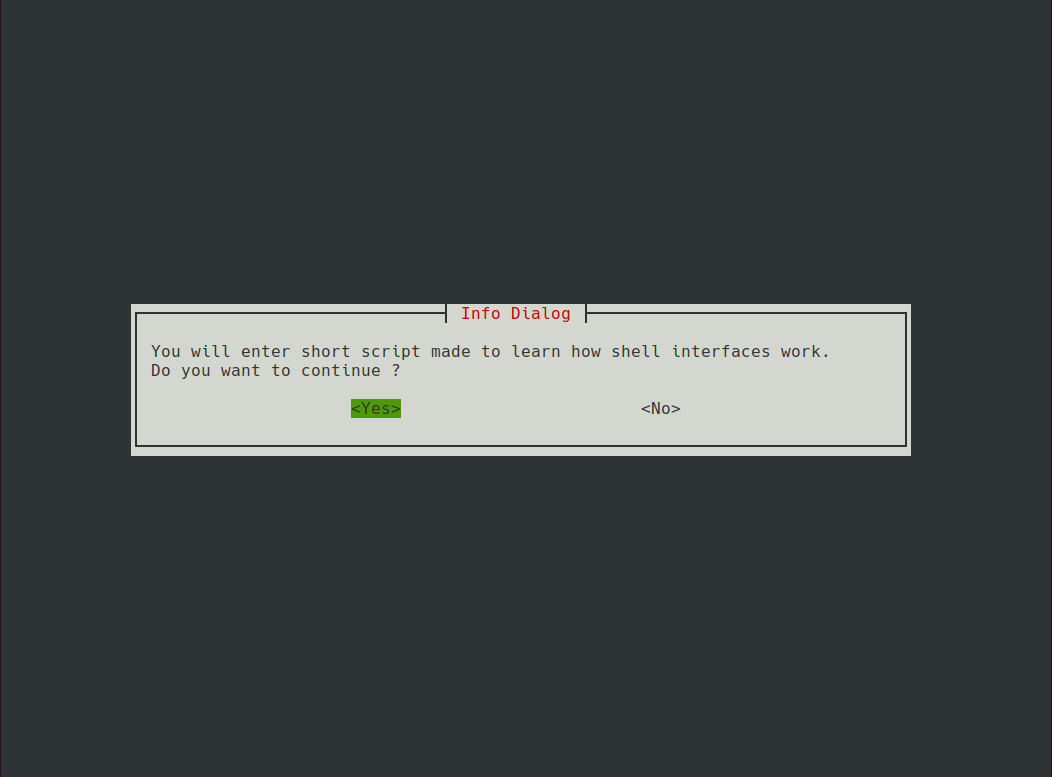 Info Dialog
You will enter short script made to learn how shell interfaces work.
Do you want to continue ?
<Yes> <No>